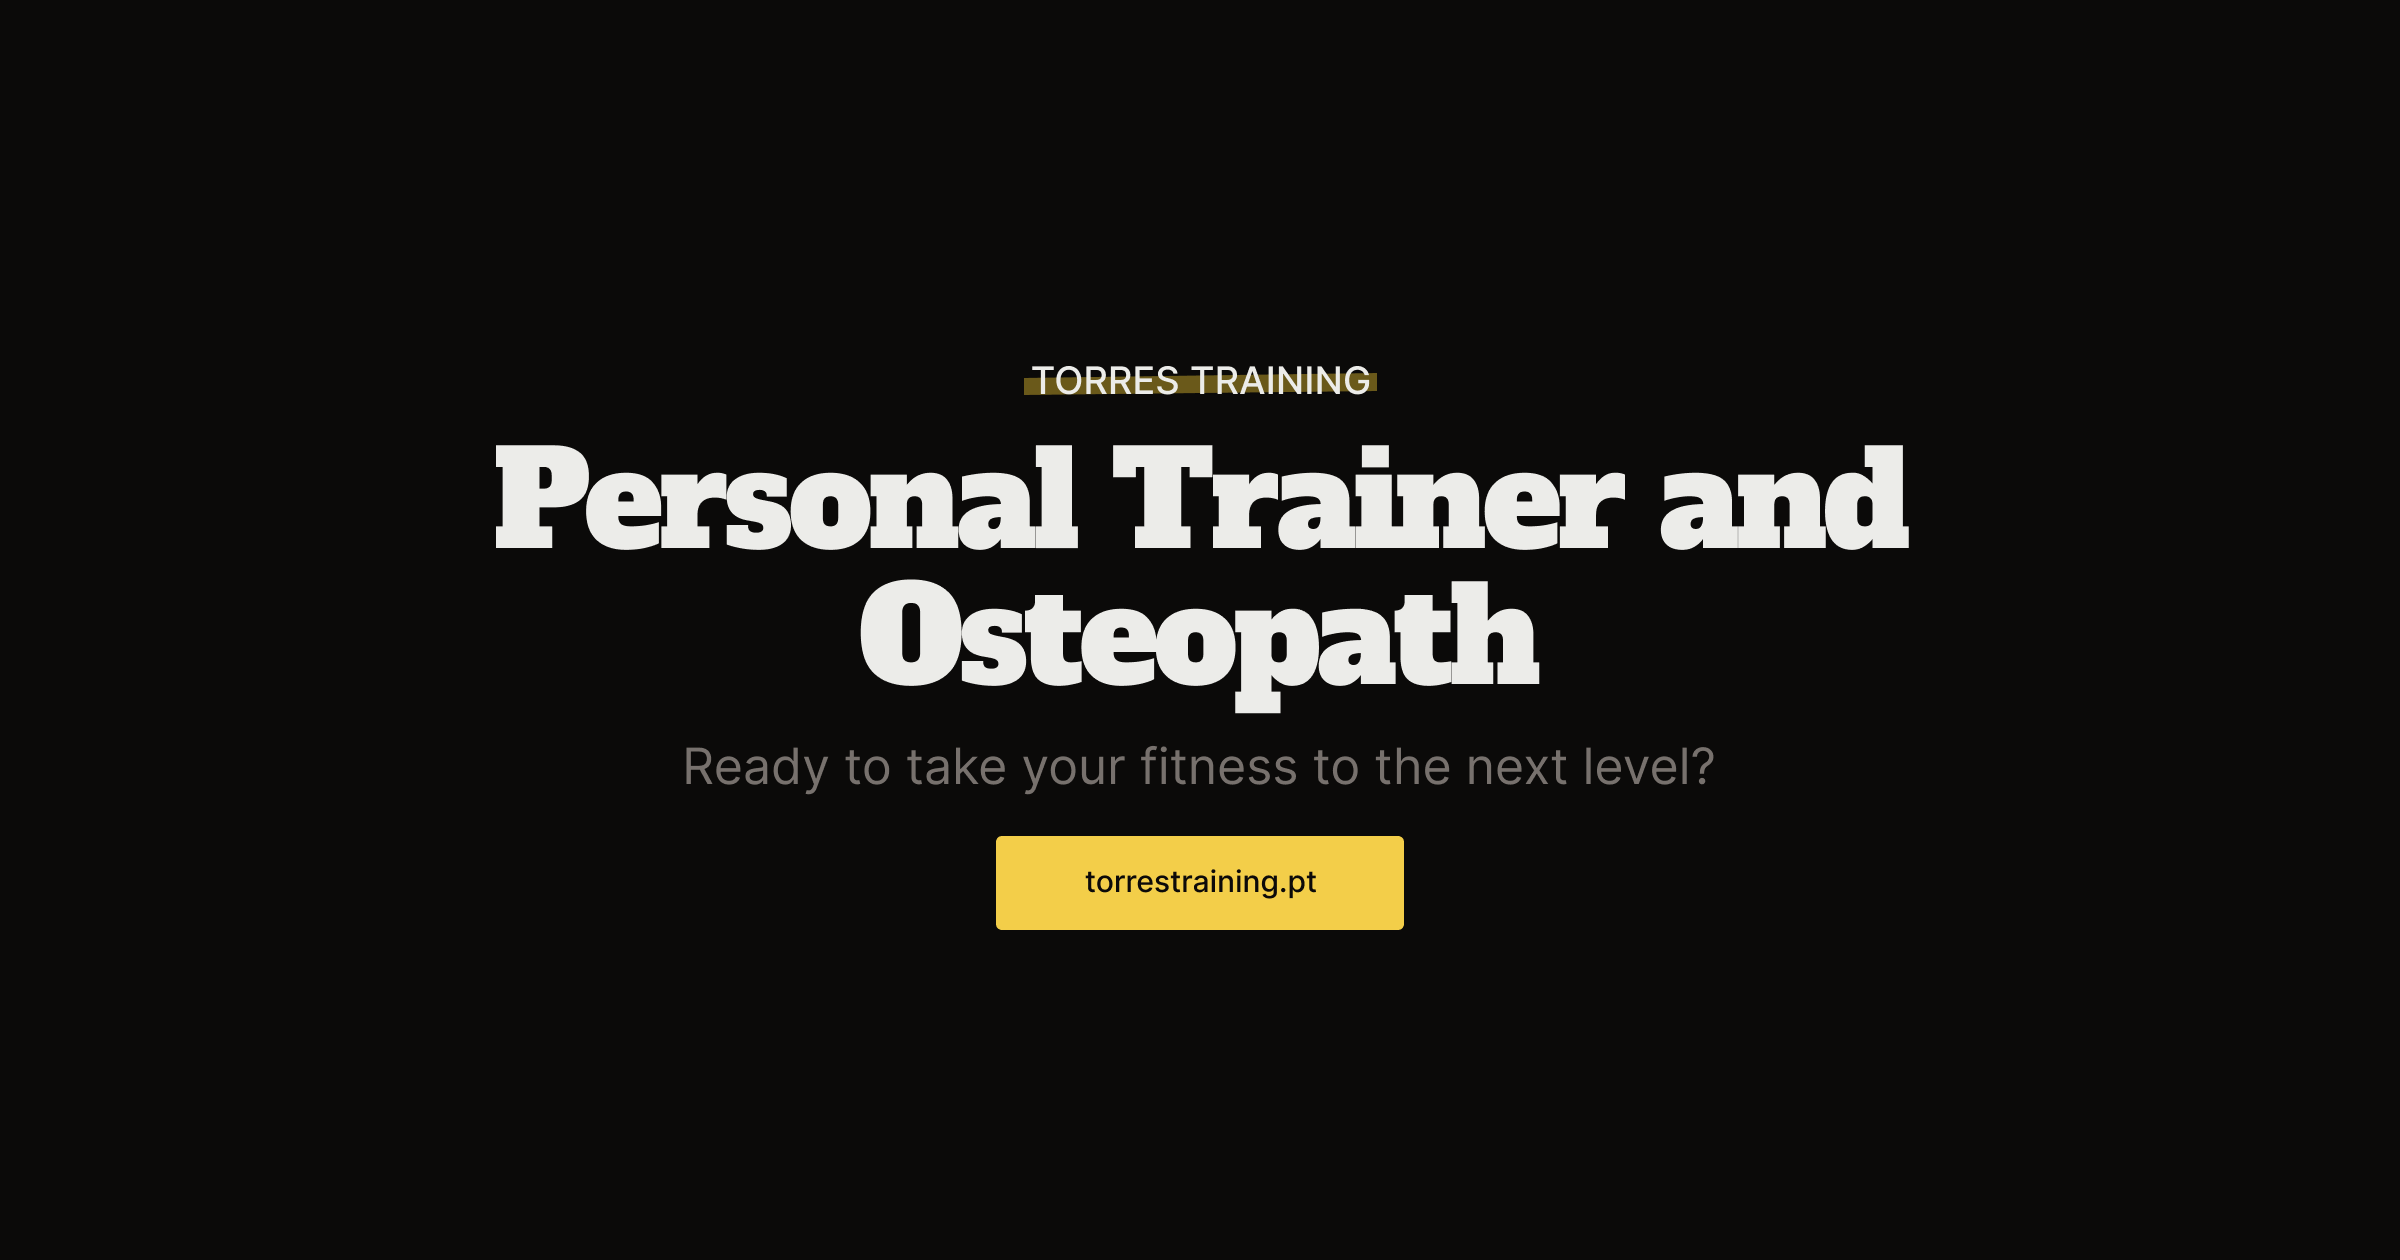 TORRES TRAINING
Personal Trainer and
Osteopath
Ready to take your fitness to the next level?
torrestraining.pt